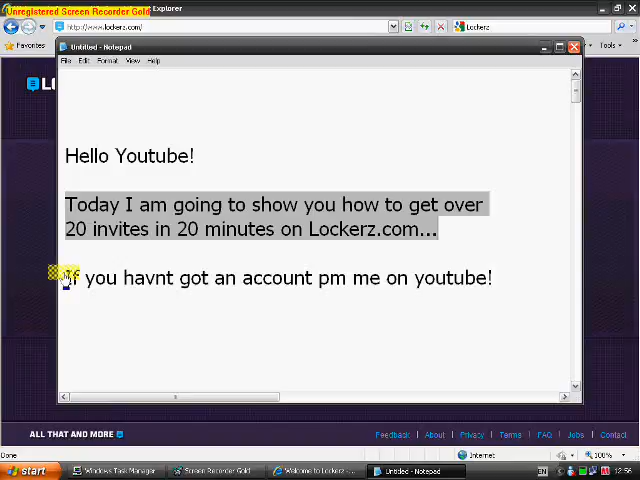 Unregistered Screen Recorder Gold
Explorer
http://www.lockerz.com/
Lockerz
Favorites
Tools
Untitled - Notepad
File Edit Format View Help
Hello Youtube!
Today I am going to show you how to get over
20 invites in 20 minutes on Lockerz.com...
If you havnt got an account pm me on youtube!
ALL THAT AND MORE
Feedback | About | Privacy | Terms | FAQ | Jobs | Contact
Done
Internet
100%
start
Windows Task Manager
Screen Recorder Gold
Welcome to Lockerz - ...
Untitled - Notepad
EN
12:56